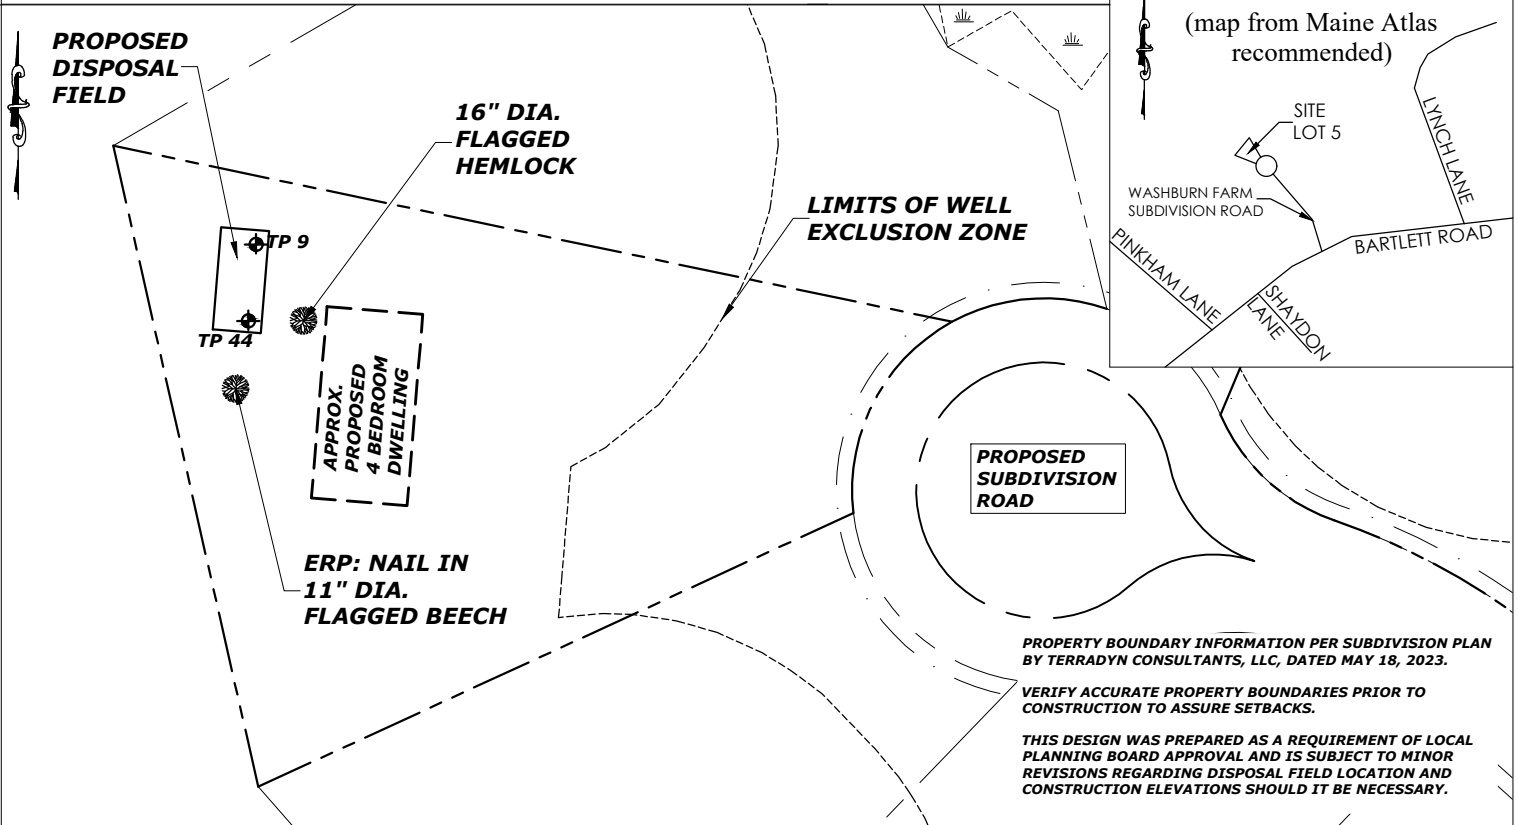 PROPOSED
DISPOSAL
FIELD
16" DIA.
FLAGGED
HEMLOCK
LIMITS OF WELL
EXCLUSION ZONE
TP 9
TP 44
APPROX.
PROPOSED
4 BEDROOM
DWELLING
ERP: NAIL IN
11" DIA.
FLAGGED BEECH
PROPOSED
SUBDIVISION
ROAD
(map from Maine Atlas
recommended)
SITE
LOT 5
LYNCH LANE
WASHBURN FARM
SUBDIVISION ROAD
BARTLETT ROAD
PINKHAM LANE
SHAYDON
LANE
PROPERTY BOUNDARY INFORMATION PER SUBDIVISION PLAN
BY TERRADYN CONSULTANTS, LLC, DATED MAY 18, 2023.
VERIFY ACCURATE PROPERTY BOUNDARIES PRIOR TO
CONSTRUCTION TO ASSURE SETBACKS.
THIS DESIGN WAS PREPARED AS A REQUIREMENT OF LOCAL
PLANNING BOARD APPROVAL AND IS SUBJECT TO MINOR
REVISIONS REGARDING DISPOSAL FIELD LOCATION AND
CONSTRUCTION ELEVATIONS SHOULD IT BE NECESSARY.